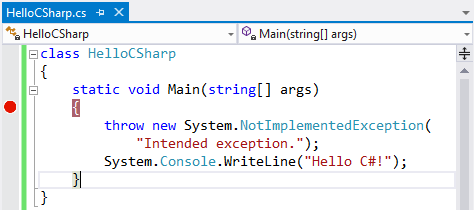 HelloCSharp.cs
HelloCSharp Main(string[] args)
class HelloCSharp
{
    static void Main(string[] args)
    {
        throw new System.NotImplementedException(
            "Intended exception.");
        System.Console.WriteLine("Hello C#!");
    }
}